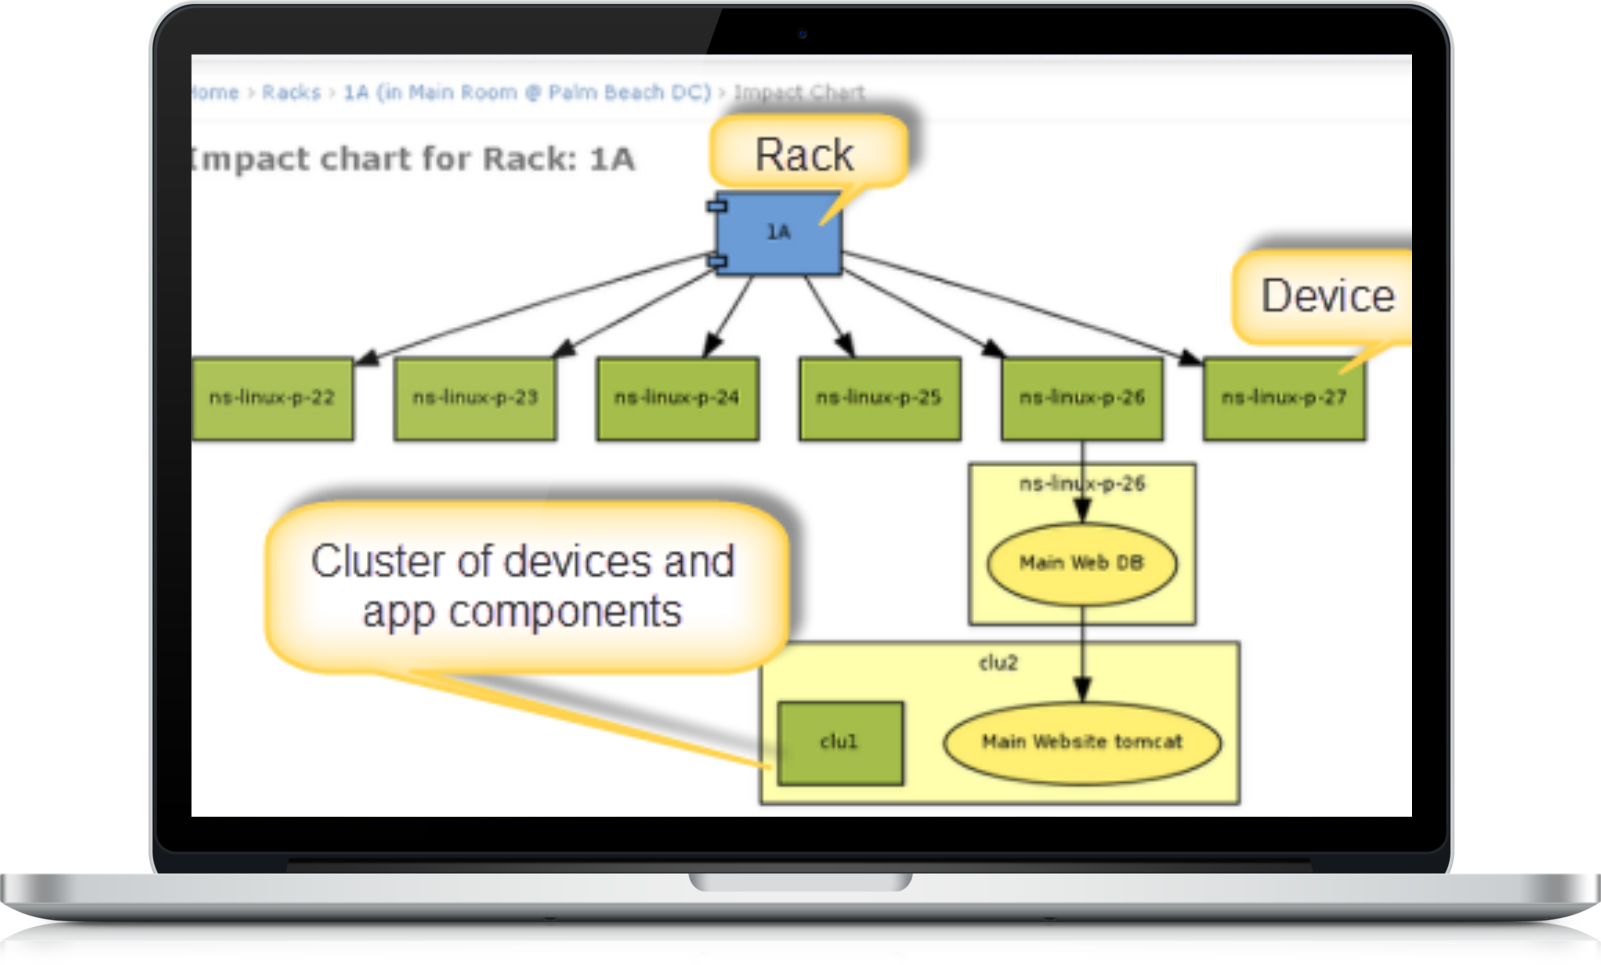 ome › Racks › 1A (in Main Room @ Palm Beach DC) › Impact Chart
Impact chart for Rack: 1A
Rack
1A
Device
ns-linux-p-22
ns-linux-p-23
ns-linux-p-24
ns-linux-p-25
ns-linux-p-26
ns-linux-p-27
ns-linux-p-26
Main Web DB
Cluster of devices and
app components
clu2
clu1
Main Website tomcat